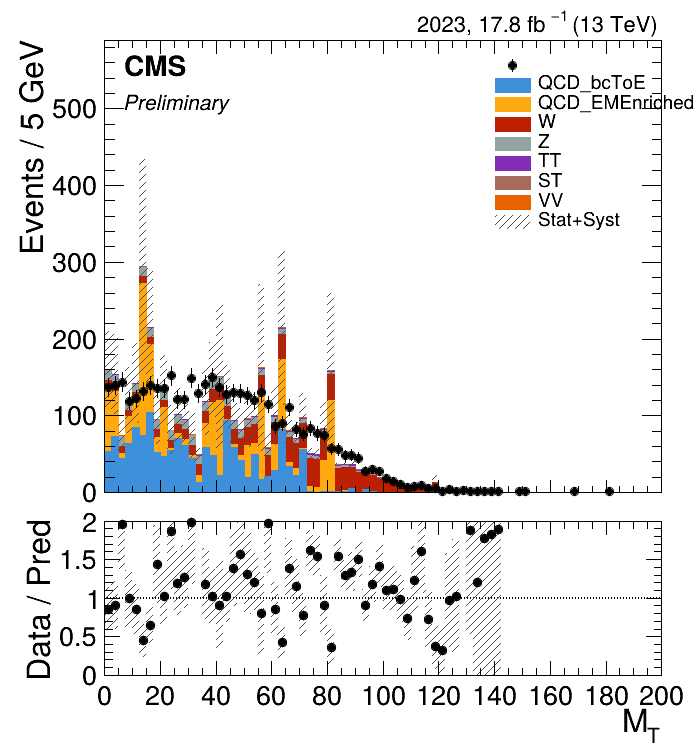 2023, 17.8 fb⁻¹ (13 TeV)
Events / 5 GeV
CMS
Preliminary
QCD_bcToE
QCD_EMEnriched
W
Z
TT
ST
VV
Stat+Syst
500
400
300
200
100
0
Data / Pred
2
1.5
1
0.5
0
0 20 40 60 80 100 120 140 160 180 200
M_T